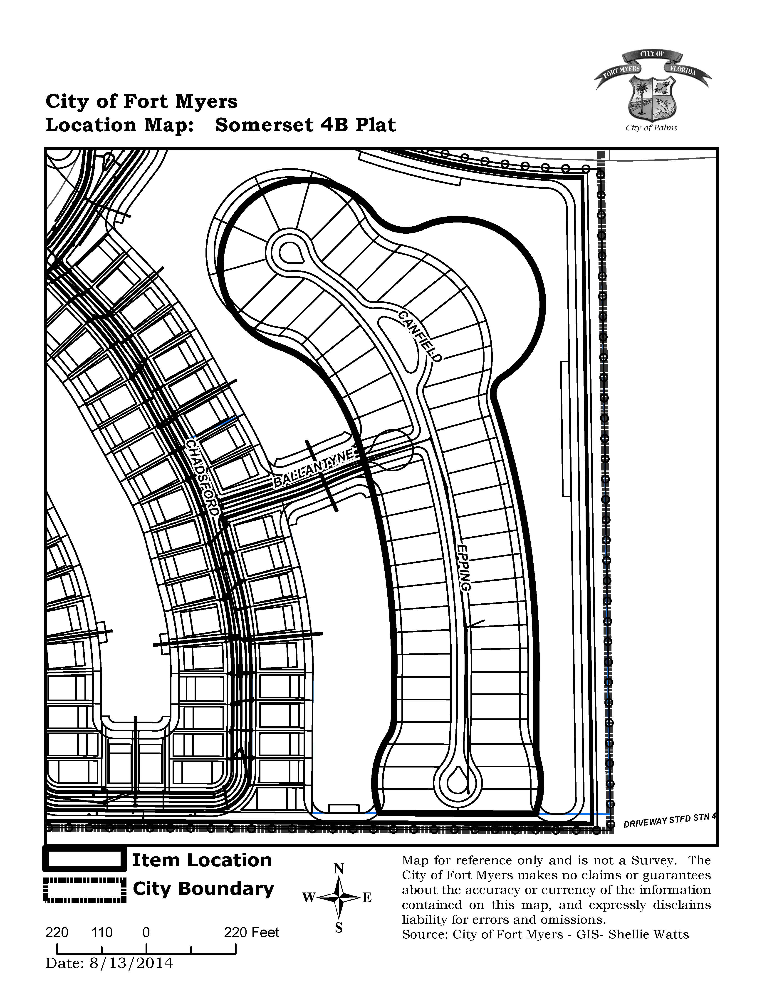 CITY OF
FORT MYERS
FLORIDA
City of Palms
City of Fort Myers
Location Map: Somerset 4B Plat
CANFIELD
CHADSFORD
BALLANTYNE
EPPING
DRIVEWAY STFD STN 4
Item Location
City Boundary
N
W
E
S
220 110 0 220 Feet
Date: 8/13/2014
Map for reference only and is not a Survey. The
City of Fort Myers makes no claims or guarantees
about the accuracy or currency of the information
contained on this map, and expressly disclaims
liability for errors and omissions.
Source: City of Fort Myers - GIS- Shellie Watts